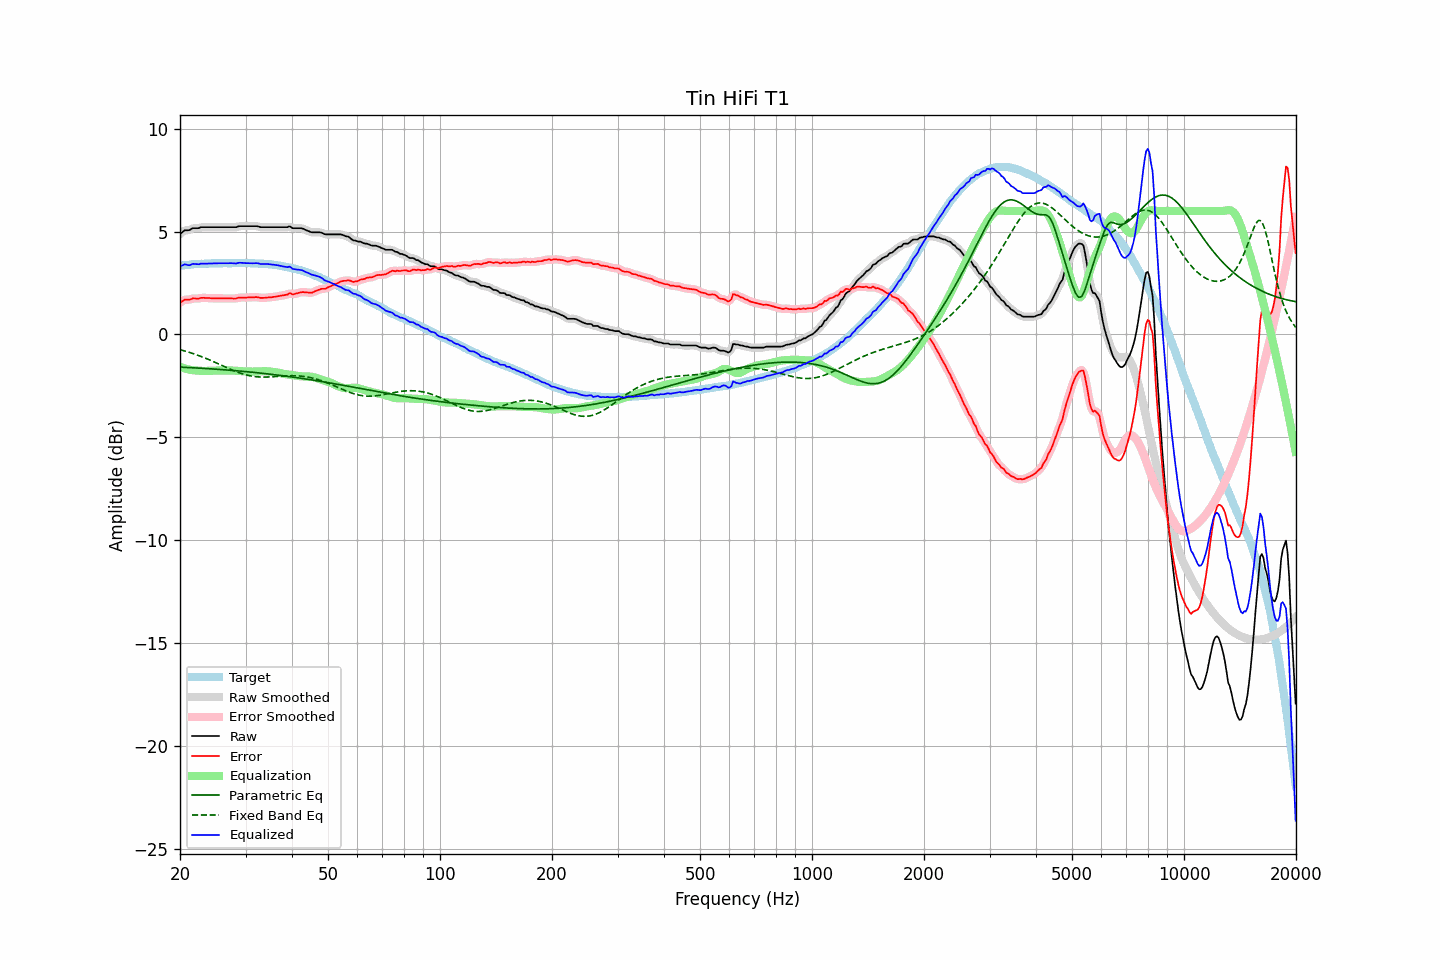 Tin HiFi T1
10
5
0
−5
−10
−15
−20
−25
Amplitude (dBr)
Target
Raw Smoothed
Error Smoothed
Raw
Error
Equalization
Parametric Eq
Fixed Band Eq
Equalized
20 50 100 200 500 1000 2000 5000 10000 20000
Frequency (Hz)